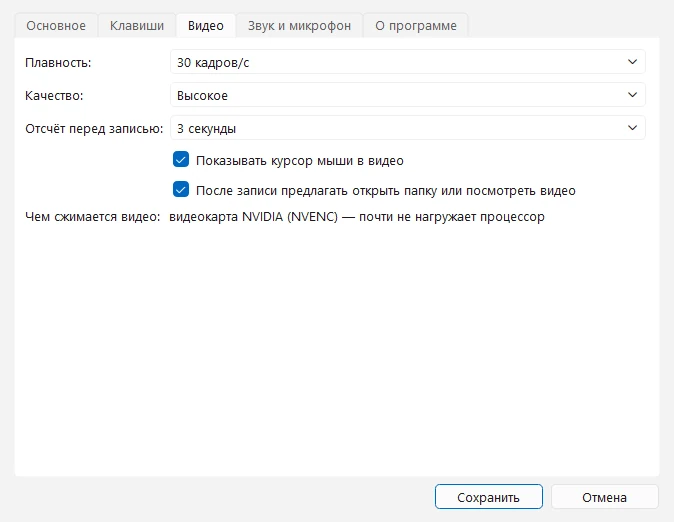 Основное Клавиши Видео Звук и микрофон О программе
Плавность: 30 кадров/с
Качество: Высокое
Отсчёт перед записью: 3 секунды
Показывать курсор мыши в видео
После записи предлагать открыть папку или посмотреть видео
Чем сжимается видео: видеокарта NVIDIA (NVENC) — почти не нагружает процессор
Сохранить Отмена